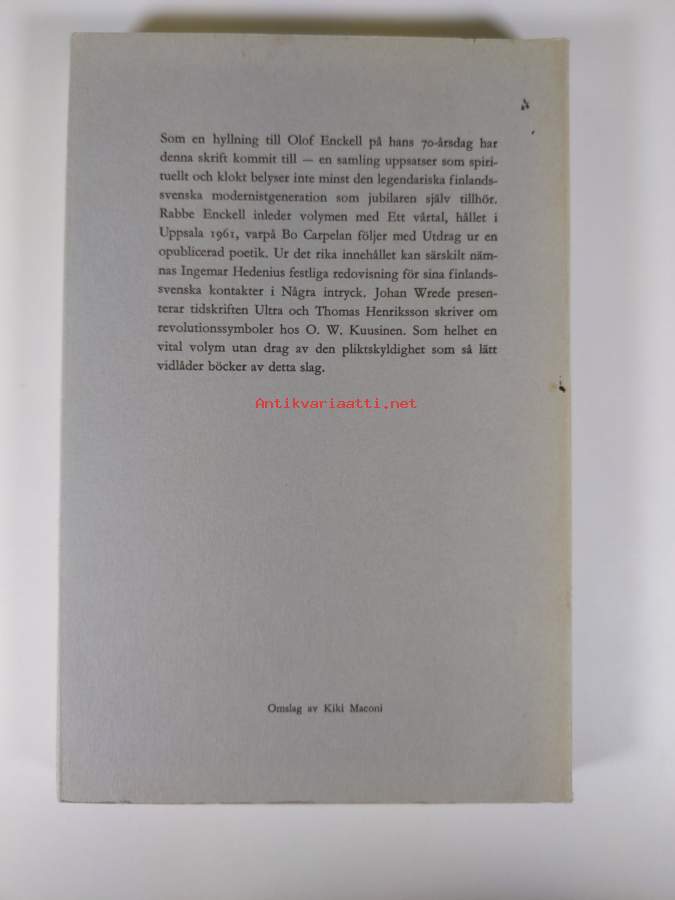 Som en hyllning till Olof Enckell på hans 70-årsdag har
denna skrift kommit till — en samling uppsatser som spiri-
tuellt och klokt belyser inte minst den legendariska finlands-
svenska modernistgeneration som jubilaren själv tillhör.
Rabbe Enckell inleder volymen med Ett vårtal, hållet i
Uppsala 1961, varpå Bo Carpelan följer med Utdrag ur en
opublicerad poetik. Ur det rika innehållet kan särskilt näm-
nas Ingemar Hedenius festliga redovisning för sina finlands-
svenska kontakter i Några intryck. Johan Wrede presen-
terar tidskriften Ultra och Thomas Henriksson skriver om
revolutionssymboler hos O. W. Kuusinen. Som helhet en
vital volym utan drag av den pliktskyldighet som så lätt
vidlåder böcker av detta slag.
Antikvariaatti.net
Omslag av Kiki Maconi